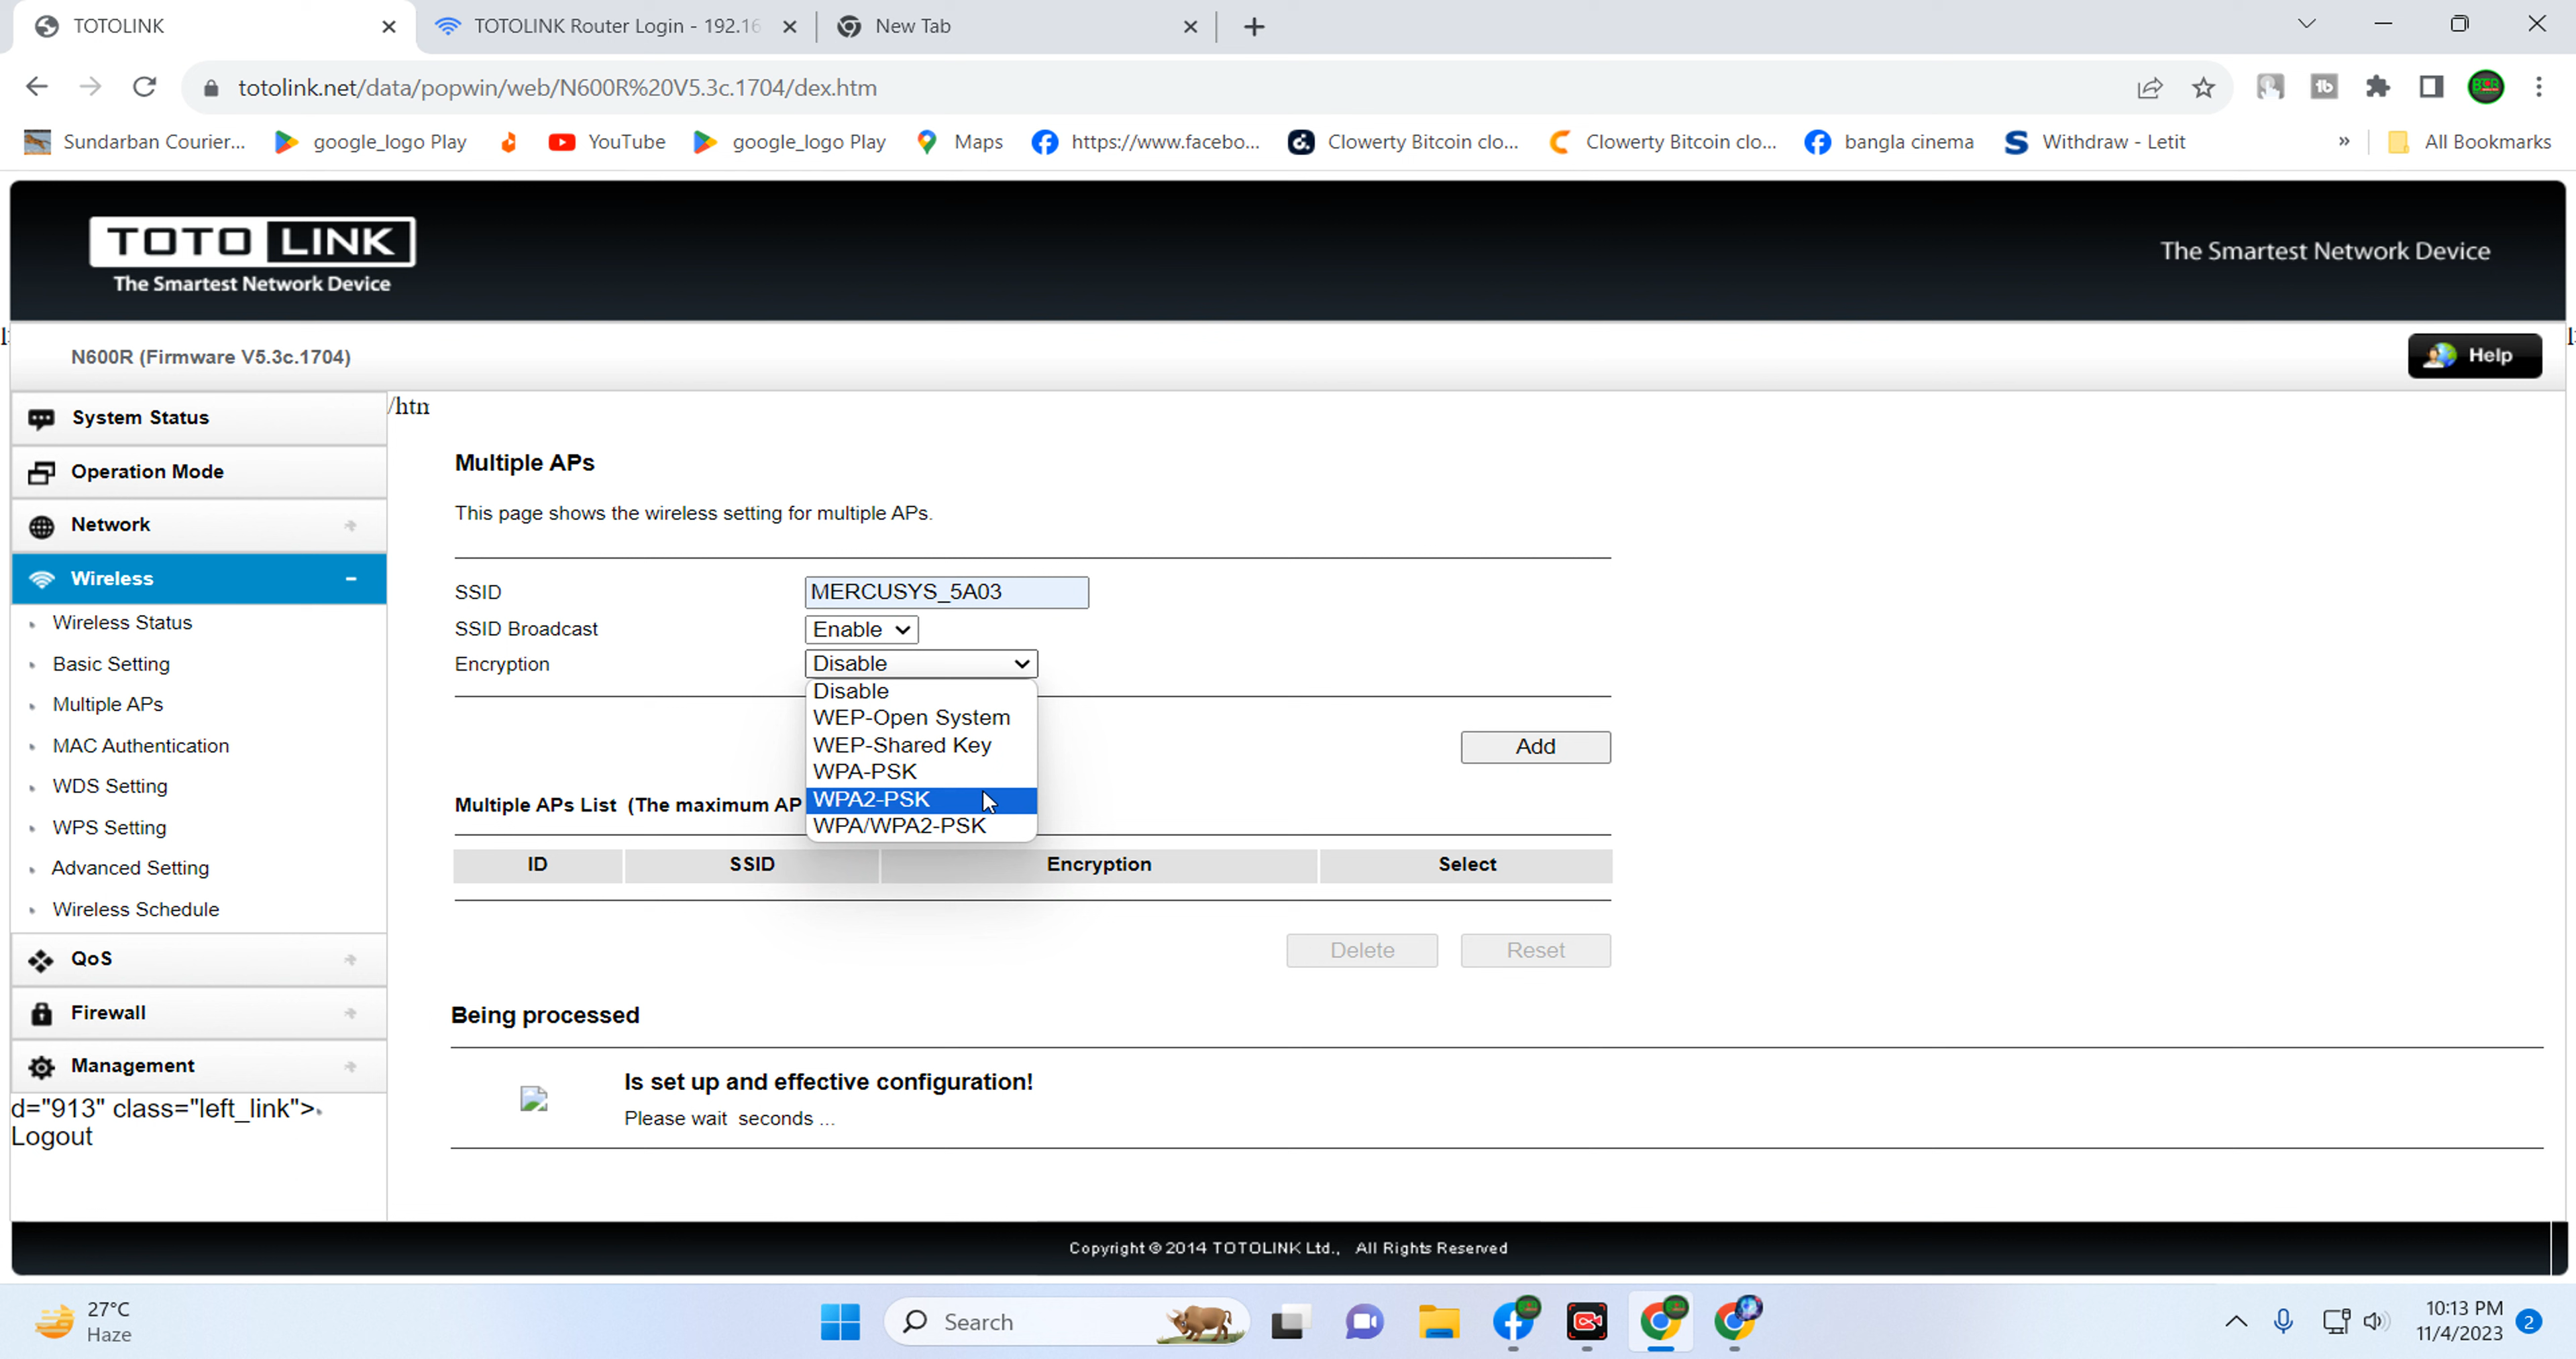 TOTOLINK
TOTOLINK Router Login - 192.16
New Tab
totolink.net/data/popwin/web/N600R%20V5.3c.1704/dex.htm
Sundarban Courier...
google_logo Play
YouTube
google_logo Play
Maps
https://www.facebo...
Clowerty Bitcoin clo...
Clowerty Bitcoin clo...
bangla cinema
Withdraw - Letit
»
All Bookmarks
TOTO LINK
The Smartest Network Device
The Smartest Network Device
N600R (Firmware V5.3c.1704)
Help
System Status
Operation Mode
Network
Wireless
Wireless Status
Basic Setting
Multiple APs
MAC Authentication
WDS Setting
WPS Setting
Advanced Setting
Wireless Schedule
QoS
Firewall
Management
d="913" class="left_link">
Logout
/htn
Multiple APs
This page shows the wireless setting for multiple APs.
SSID MERCUSYS_5A03
SSID Broadcast Enable
Encryption Disable
Disable
WEP-Open System
WEP-Shared Key
WPA-PSK
WPA2-PSK
WPA/WPA2-PSK
Add
Multiple APs List (The maximum AP
ID SSID Encryption Select
Delete Reset
Being processed
Is set up and effective configuration!
Please wait seconds ...
Copyright © 2014 TOTOLINK Ltd., All Rights Reserved
27°C
Haze
Search
10:13 PM
11/4/2023
2